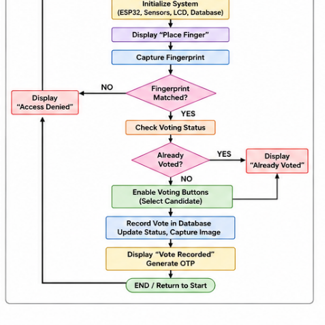 Initialize System
(ESP32, Sensors, LCD, Database)
Display "Place Finger"
Capture Fingerprint
Fingerprint
Matched?
NO
YES
Display
"Access Denied"
Check Voting Status
Already
Voted?
YES
NO
Display
"Already Voted"
Enable Voting Buttons
(Select Candidate)
Record Vote in Database
Update Status, Capture Image
Display "Vote Recorded"
Generate OTP
END / Return to Start